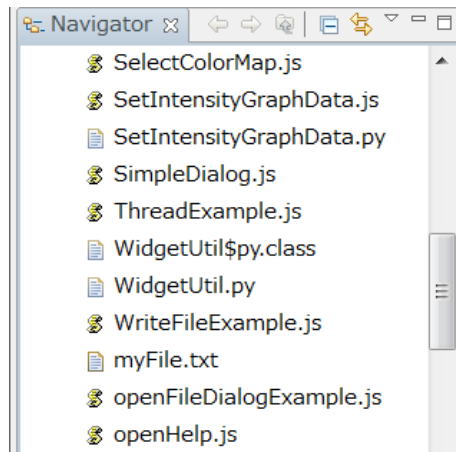 Navigator
SelectColorMap.js
SetIntensityGraphData.js
SetIntensityGraphData.py
SimpleDialog.js
ThreadExample.js
WidgetUtil$py.class
WidgetUtil.py
WriteFileExample.js
myFile.txt
openFileDialogExample.js
openHelp.js